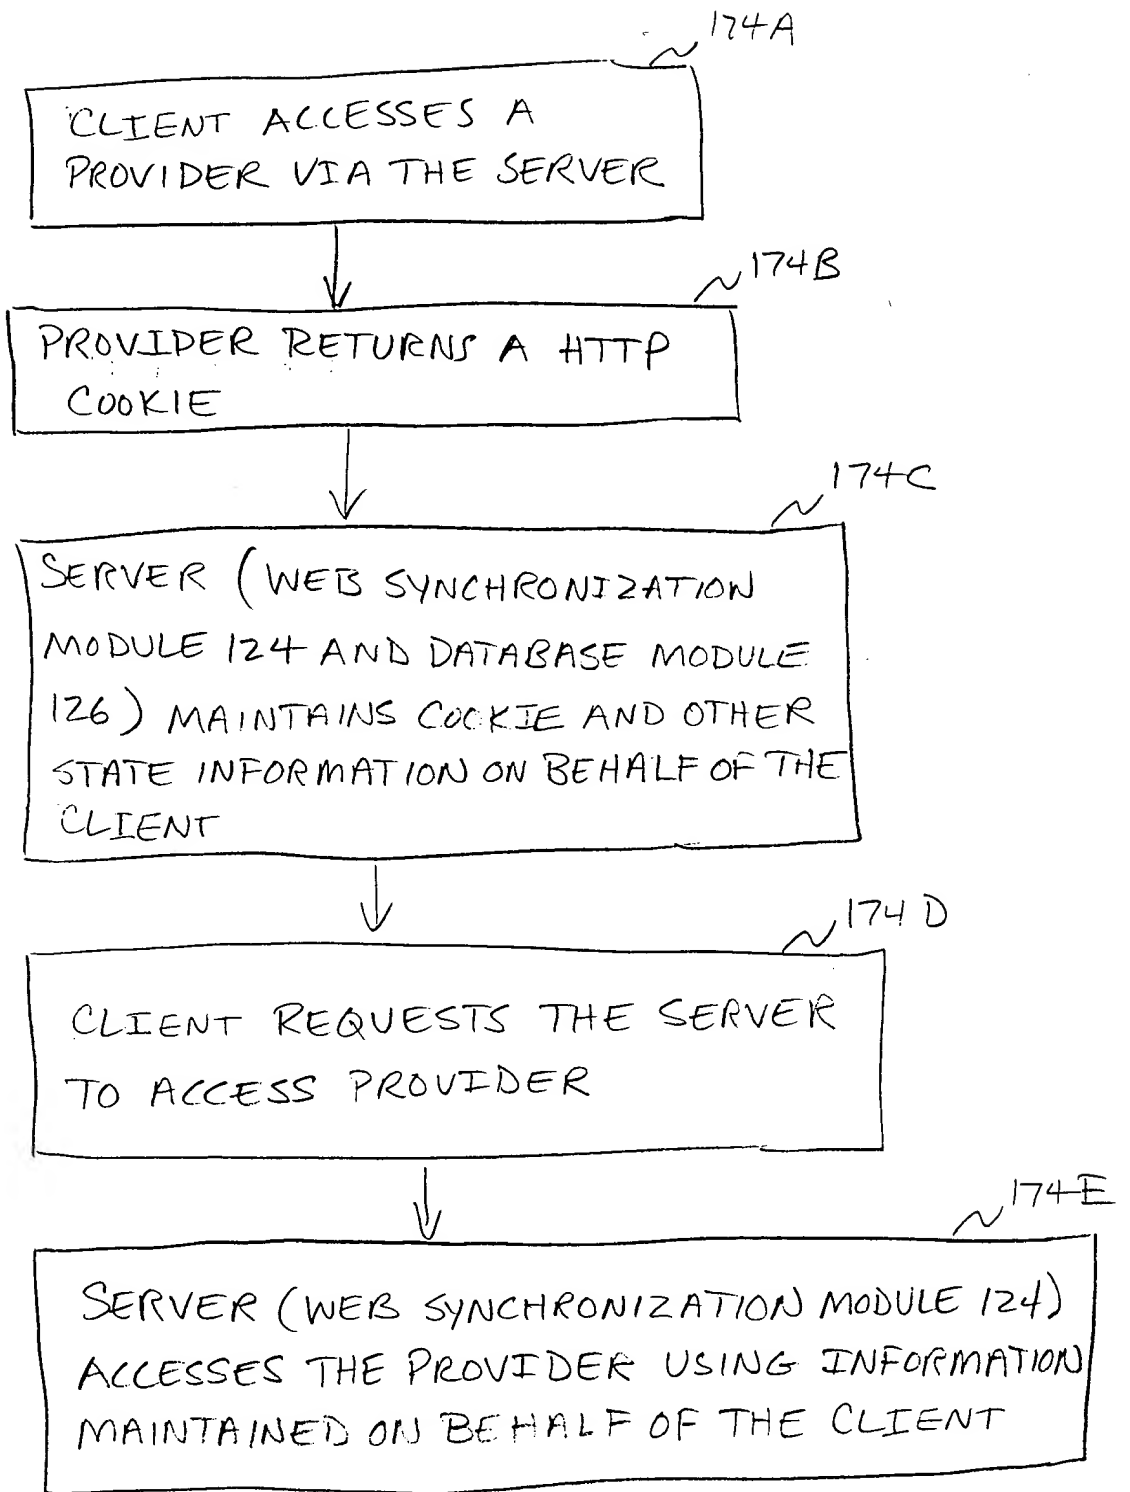 174A
CLIENT ACCESSES A
PROVIDER VIA THE SERVER
174B
PROVIDER RETURNS A HTTP
COOKIE
174C
SERVER (WEB SYNCHRONIZATION
MODULE 124 AND DATABASE MODULE
126) MAINTAINS COOKIE AND OTHER
STATE INFORMATION ON BEHALF OF THE
CLIENT
174D
CLIENT REQUESTS THE SERVER
TO ACCESS PROVIDER
174E
SERVER (WEB SYNCHRONIZATION MODULE 124)
ACCESSES THE PROVIDER USING INFORMATION
MAINTAINED ON BEHALF OF THE CLIENT